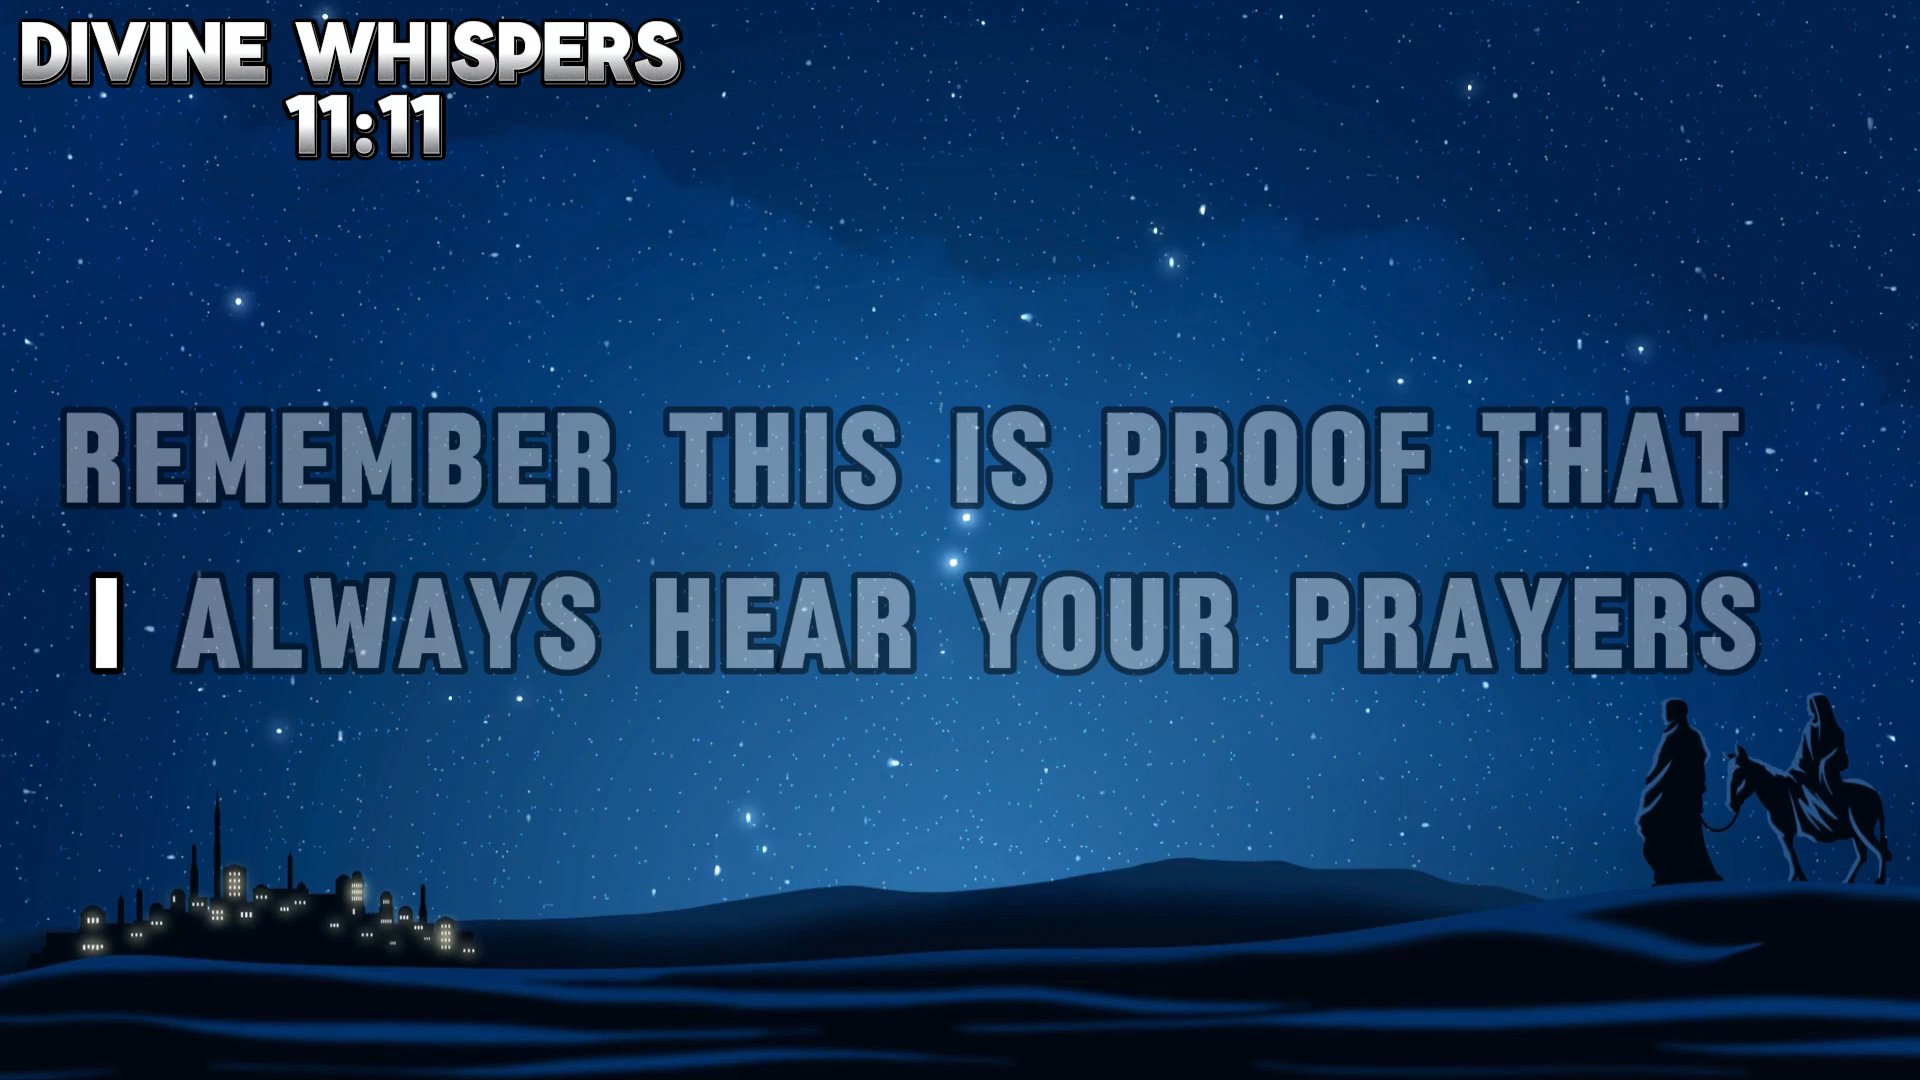 DIVINE WHISPERS
11:11
REMEMBER THIS IS PROOF THAT
I ALWAYS HEAR YOUR PRAYERS